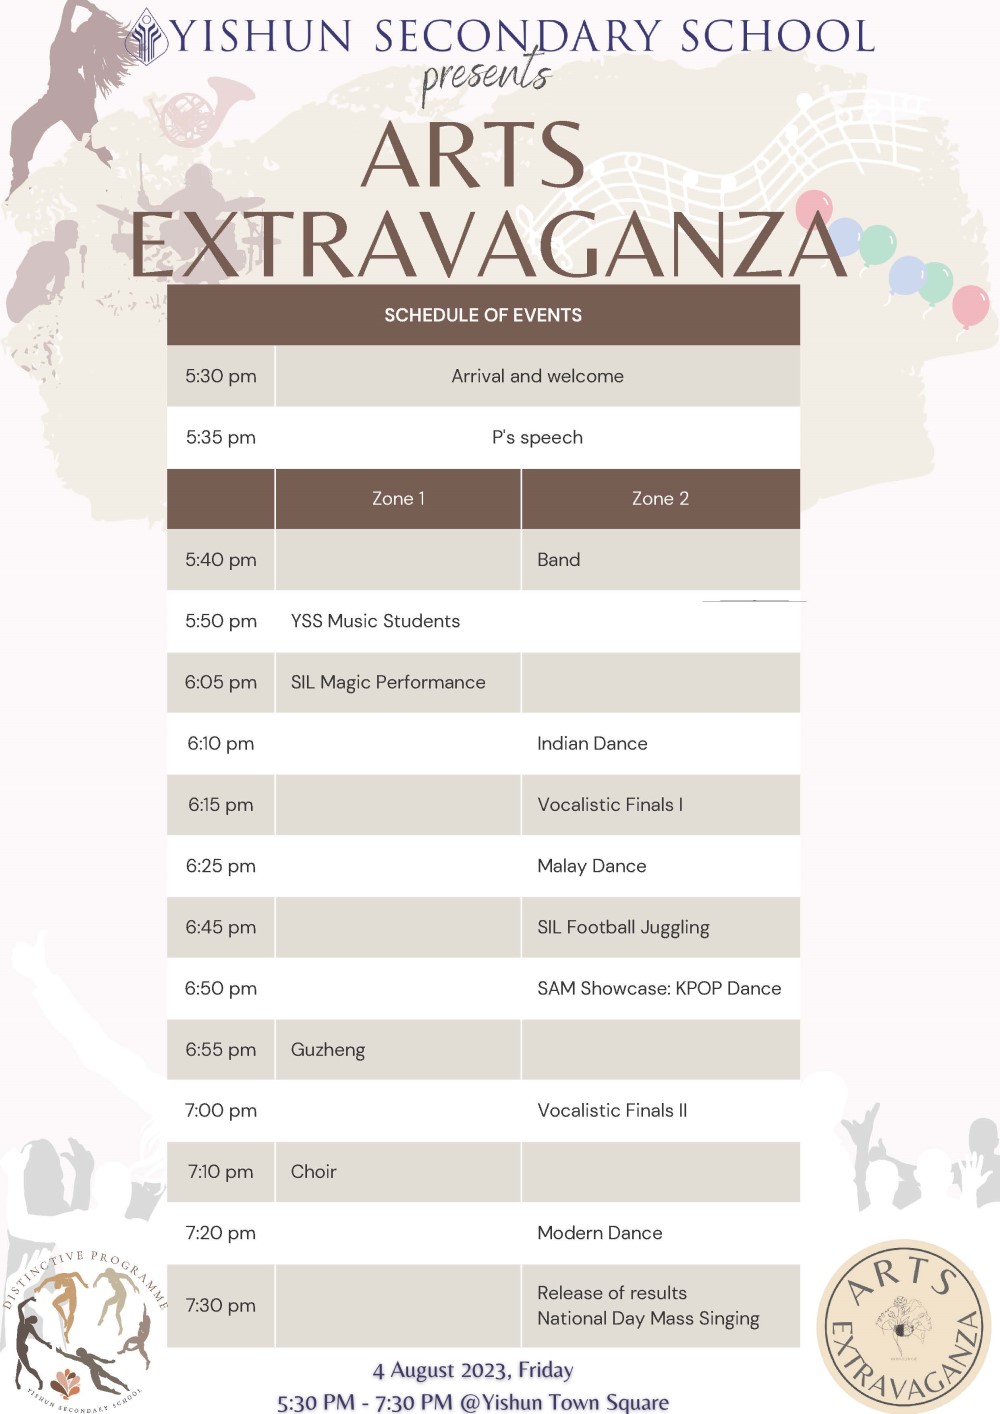 YISHUN SECONDARY SCHOOL
presents
ARTS
EXTRAVAGANZA
SCHEDULE OF EVENTS
5:30 pm Arrival and welcome
5:35 pm P's speech
Zone 1 Zone 2
5:40 pm Band
5:50 pm YSS Music Students
6:05 pm SIL Magic Performance
6:10 pm Indian Dance
6:15 pm Vocalistic Finals I
6:25 pm Malay Dance
6:45 pm SIL Football Juggling
6:50 pm SAM Showcase: KPOP Dance
6:55 pm Guzheng
7:00 pm Vocalistic Finals II
7:10 pm Choir
7:20 pm Modern Dance
7:30 pm Release of results
National Day Mass Singing
DISTINCTIVE PROGRAMME
YISHUN SECONDARY SCHOOL
ARTS
EXTRAVAGANZA
4 August 2023, Friday
5:30 PM - 7:30 PM @Yishun Town Square